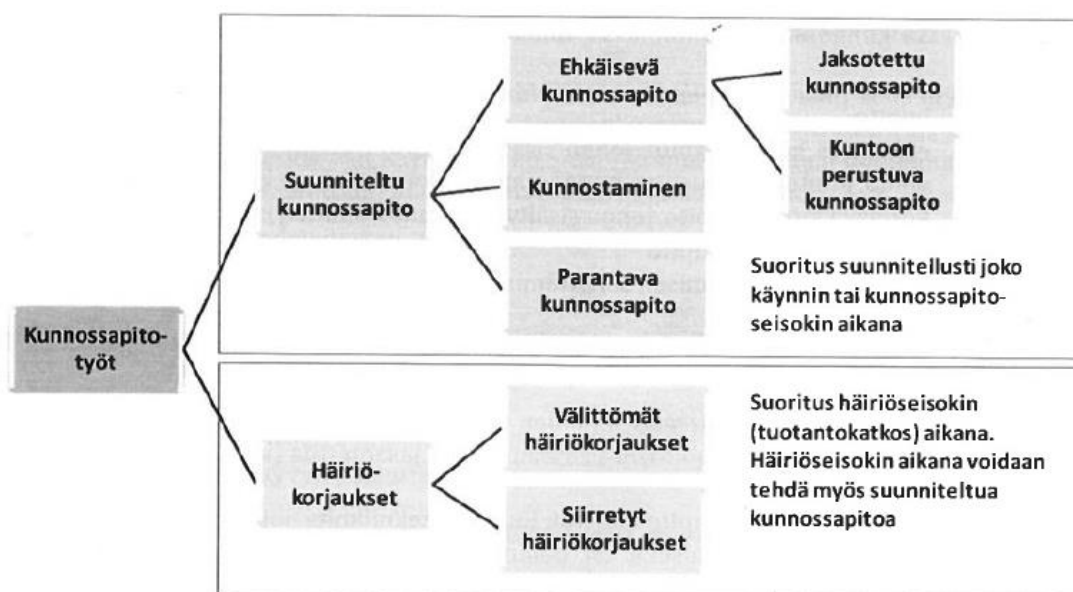 Ehkäisevä
kunnossapito
Jaksotettu
kunnossapito
Kuntoon
perustuva
kunnossapito
Suunniteltu
kunnossapito
Kunnostaminen
Parantava
kunnossapito
Suoritus suunnitellusti joko
käynnin tai kunnossapito-
seisokin aikana
Kunnossapito-
työt
Välittömät
häiriökorjaukset
Suoritus häiriöseisokin
(tuotantokatkos) aikana.
Häiriöseisokin aikana voidaan
tehdä myös suunniteltua
kunnossapitoa
Häiriö-
korjaukset
Siirretyt
häiriökorjaukset